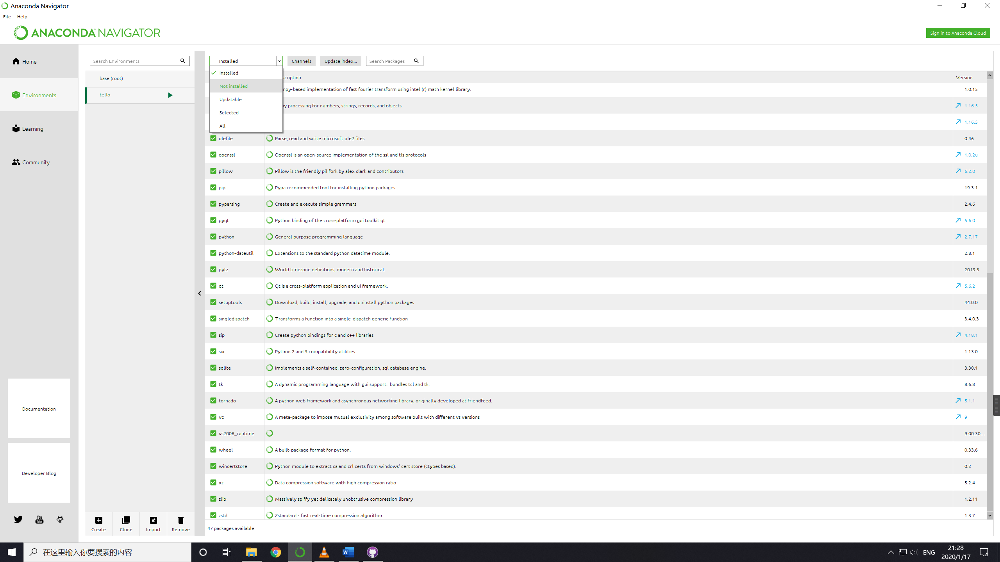 Anaconda Navigator
File Help
ANACONDA NAVIGATOR
Sign in to Anaconda Cloud
Home
Environments
Learning
Community
Documentation
Developer Blog
Search Environments
base (root)
tello
Create Clone Import Remove
Installed Channels Update index... Search Packages
Installed
Not installed
Updatable
Selected
All
scription Version
mpy-based implementation of fast fourier transform using intel (r) math kernel library. 1.0.15
ay processing for numbers, strings, records, and objects. 1.16.5
1.16.5
olefile Parse, read and write microsoft ole2 files 0.46
openssl Openssl is an open-source implementation of the ssl and tls protocols 1.0.2u
pillow Pillow is the friendly pil fork by alex clark and contributors 6.2.0
pip Pypa recommended tool for installing python packages 19.3.1
pyparsing Create and execute simple grammars 2.4.6
pyqt Python binding of the cross-platform gui toolkit qt. 5.6.0
python General purpose programming language 2.7.17
python-dateutil Extensions to the standard python datetime module. 2.8.1
pytz World timezone definitions, modern and historical. 2019.3
qt Qt is a cross-platform application and ui framework. 5.6.2
setuptools Download, build, install, upgrade, and uninstall python packages 44.0.0
singledispatch Transforms a function into a single-dispatch generic function 3.4.0.3
sip Create python bindings for c and c++ libraries 4.18.1
six Python 2 and 3 compatibility utilities 1.13.0
sqlite Implements a self-contained, zero-configuration, sql database engine. 3.30.1
tk A dynamic programming language with gui support. bundles tcl and tk. 8.6.8
tornado A python web framework and asynchronous networking library, originally developed at friendfeed. 5.1.1
vc A meta-package to impose mutual exclusivity among software built with different vs versions 9
vs2008_runtime 9.00.30...
wheel A built-package format for python. 0.33.6
wincertstore Python module to extract ca and crl certs from windows' cert store (ctypes based). 0.2
xz Data compression software with high compression ratio 5.2.4
zlib Massively spiffy yet delicately unobtrusive compression library 1.2.11
zstd Zstandard - fast real-time compression algorithm 1.3.7
47 packages available
You Tube
在这里输入你要搜索的内容
W
ENG
21:28
2020/1/17